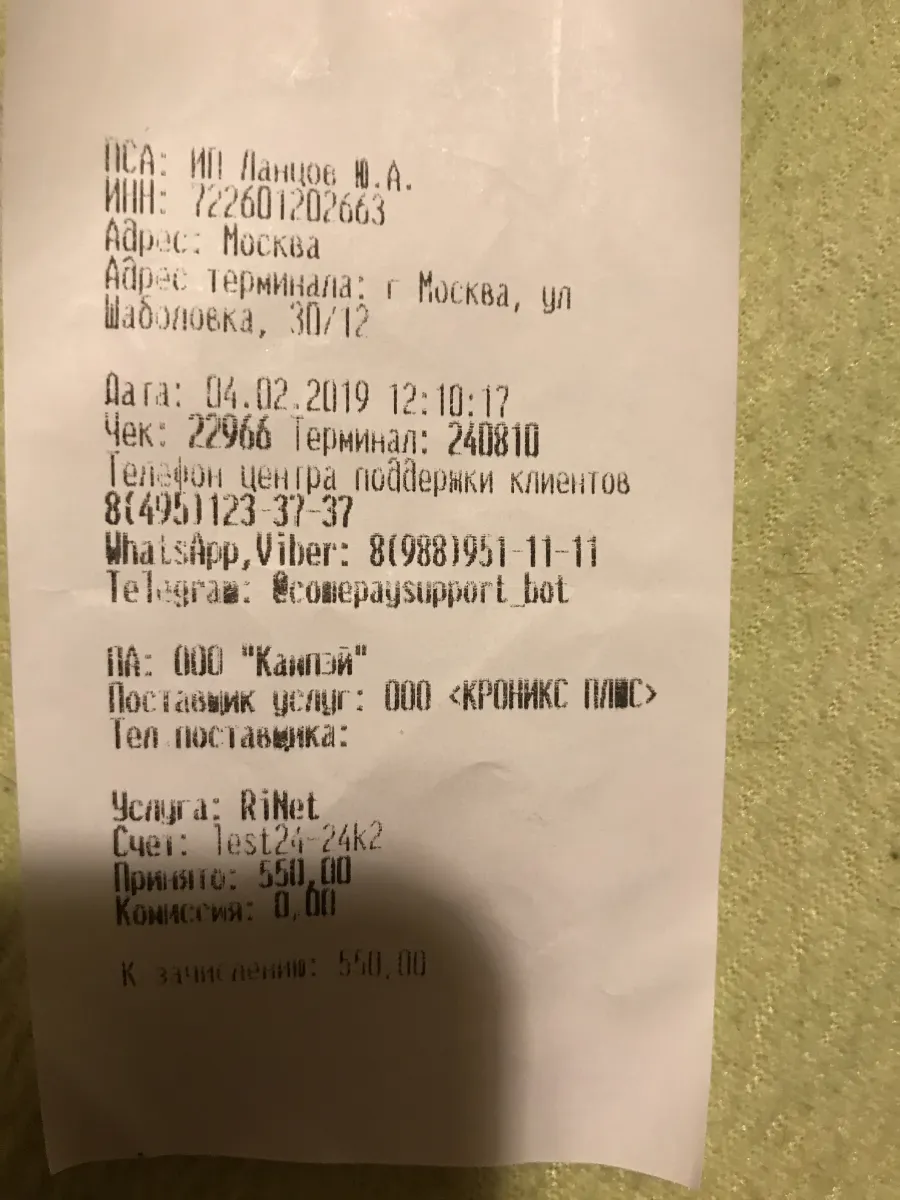 ПСА: ИП Ланцов Ю.А.
ИНН: 722601202663
Адрес: Москва
Адрес терминала: г Москва, ул
Шаболовка, 30/12
Дата: 04.02.2019 12:10:17
Чек: 22966 Терминал: 240810
Телефон центра поддержки клиентов
8(495)123-37-37
WhatsApp,Viber: 8(988)951-11-11
Telegram: @comepaysupport_bot
ПА: ООО "Кампэй"
Поставщик услуг: ООО <КРОНИКС ПЛЮС>
Тел поставщика:
Услуга: RiNet
Счет: lest24-24k2
Принято: 550,00
Комиссия: 0,00
К зачислению: 550,00